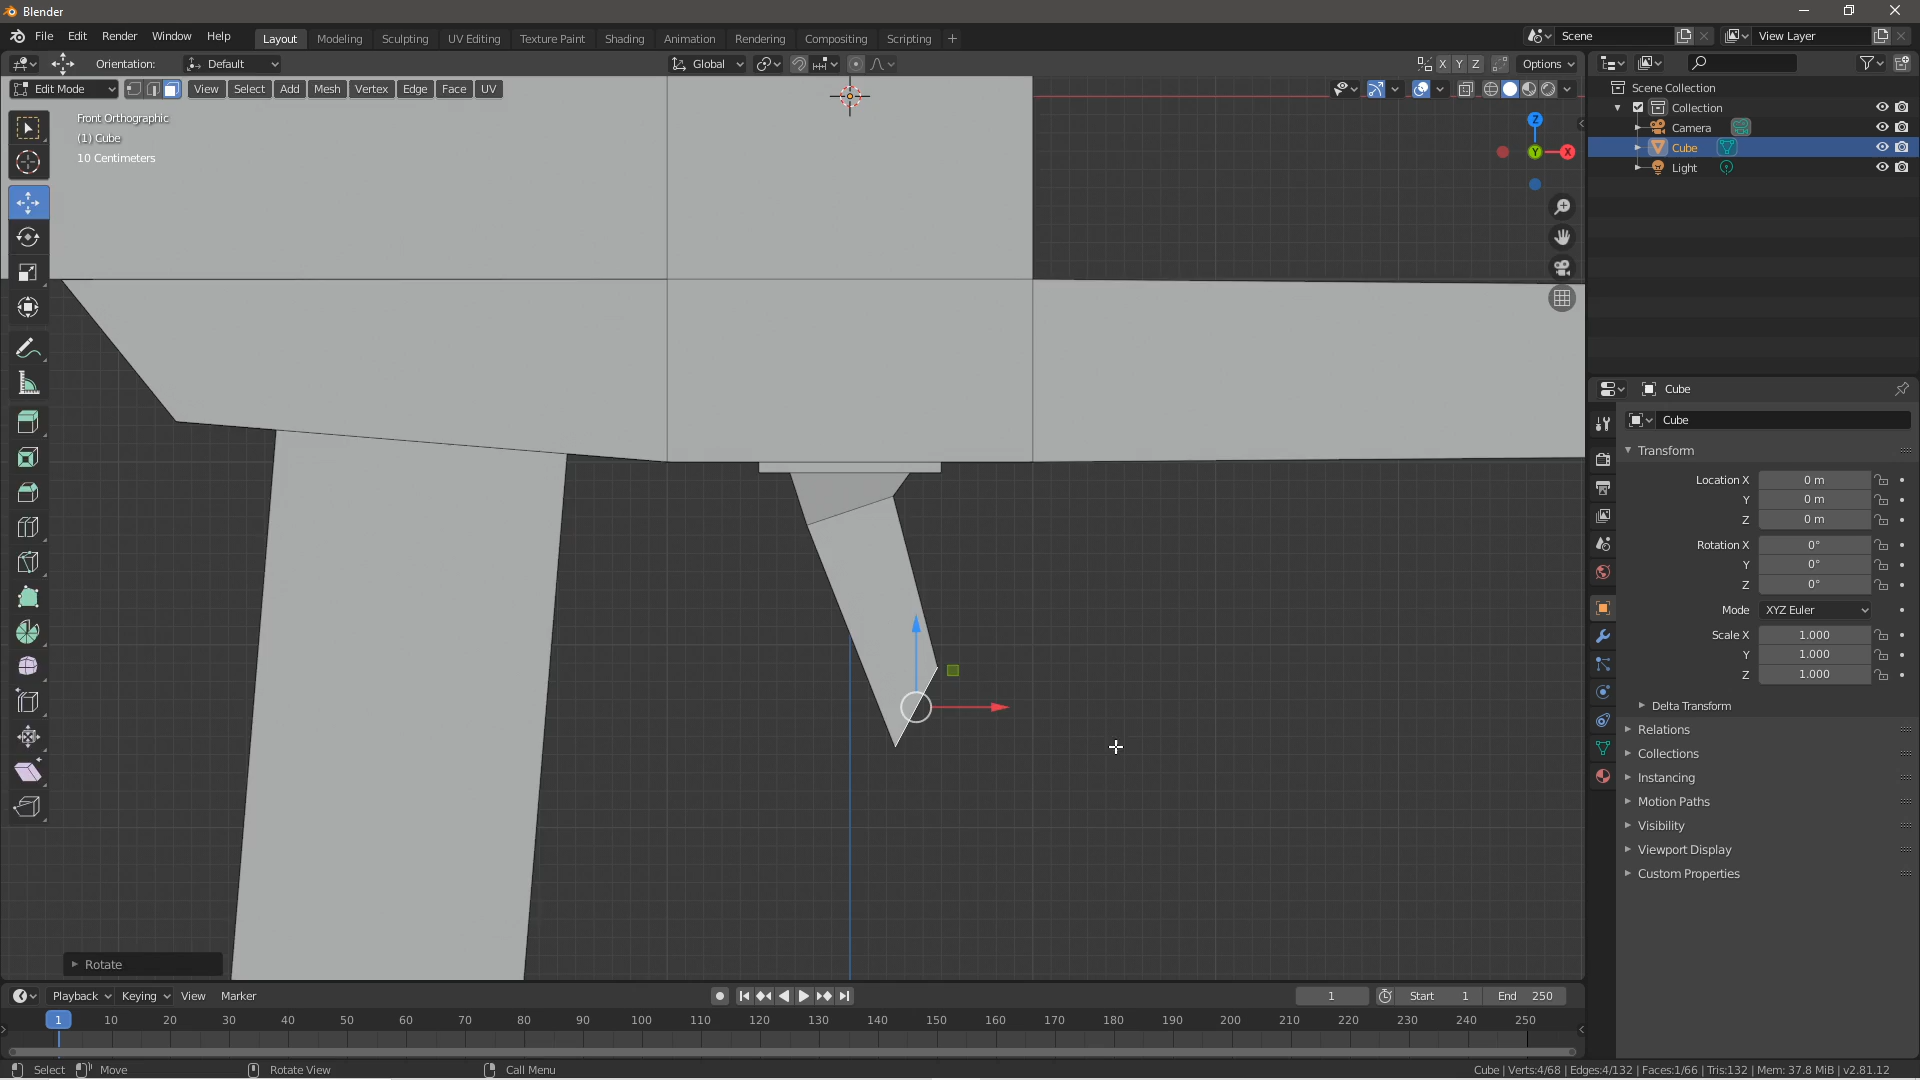 Blender
File Edit Render Window Help
Layout Modeling Sculpting UV Editing Texture Paint Shading Animation Rendering Compositing Scripting
Scene View Layer
Orientation: Default Global X Y Z Options
Edit Mode View Select Add Mesh Vertex Edge Face UV
Front Orthographic
(1) Cube
10 Centimeters
Z
Y X
Scene Collection
Collection
Camera
Cube
Light
Cube
Cube
Transform
Location X 0 m
Y 0 m
Z 0 m
Rotation X 0°
Y 0°
Z 0°
Mode XYZ Euler
Scale X 1.000
Y 1.000
Z 1.000
Delta Transform
Relations
Collections
Instancing
Motion Paths
Visibility
Viewport Display
Custom Properties
Rotate
Playback Keying View Marker 1 Start 1 End 250
1 10 20 30 40 50 60 70 80 90 100 110 120 130 140 150 160 170 180 190 200 210 220 230 240 250
Select Move Rotate View Call Menu Cube | Verts:4/68 | Edges:4/132 | Faces:1/66 | Tris:132 | Mem: 37.8 MiB | v2.81.12